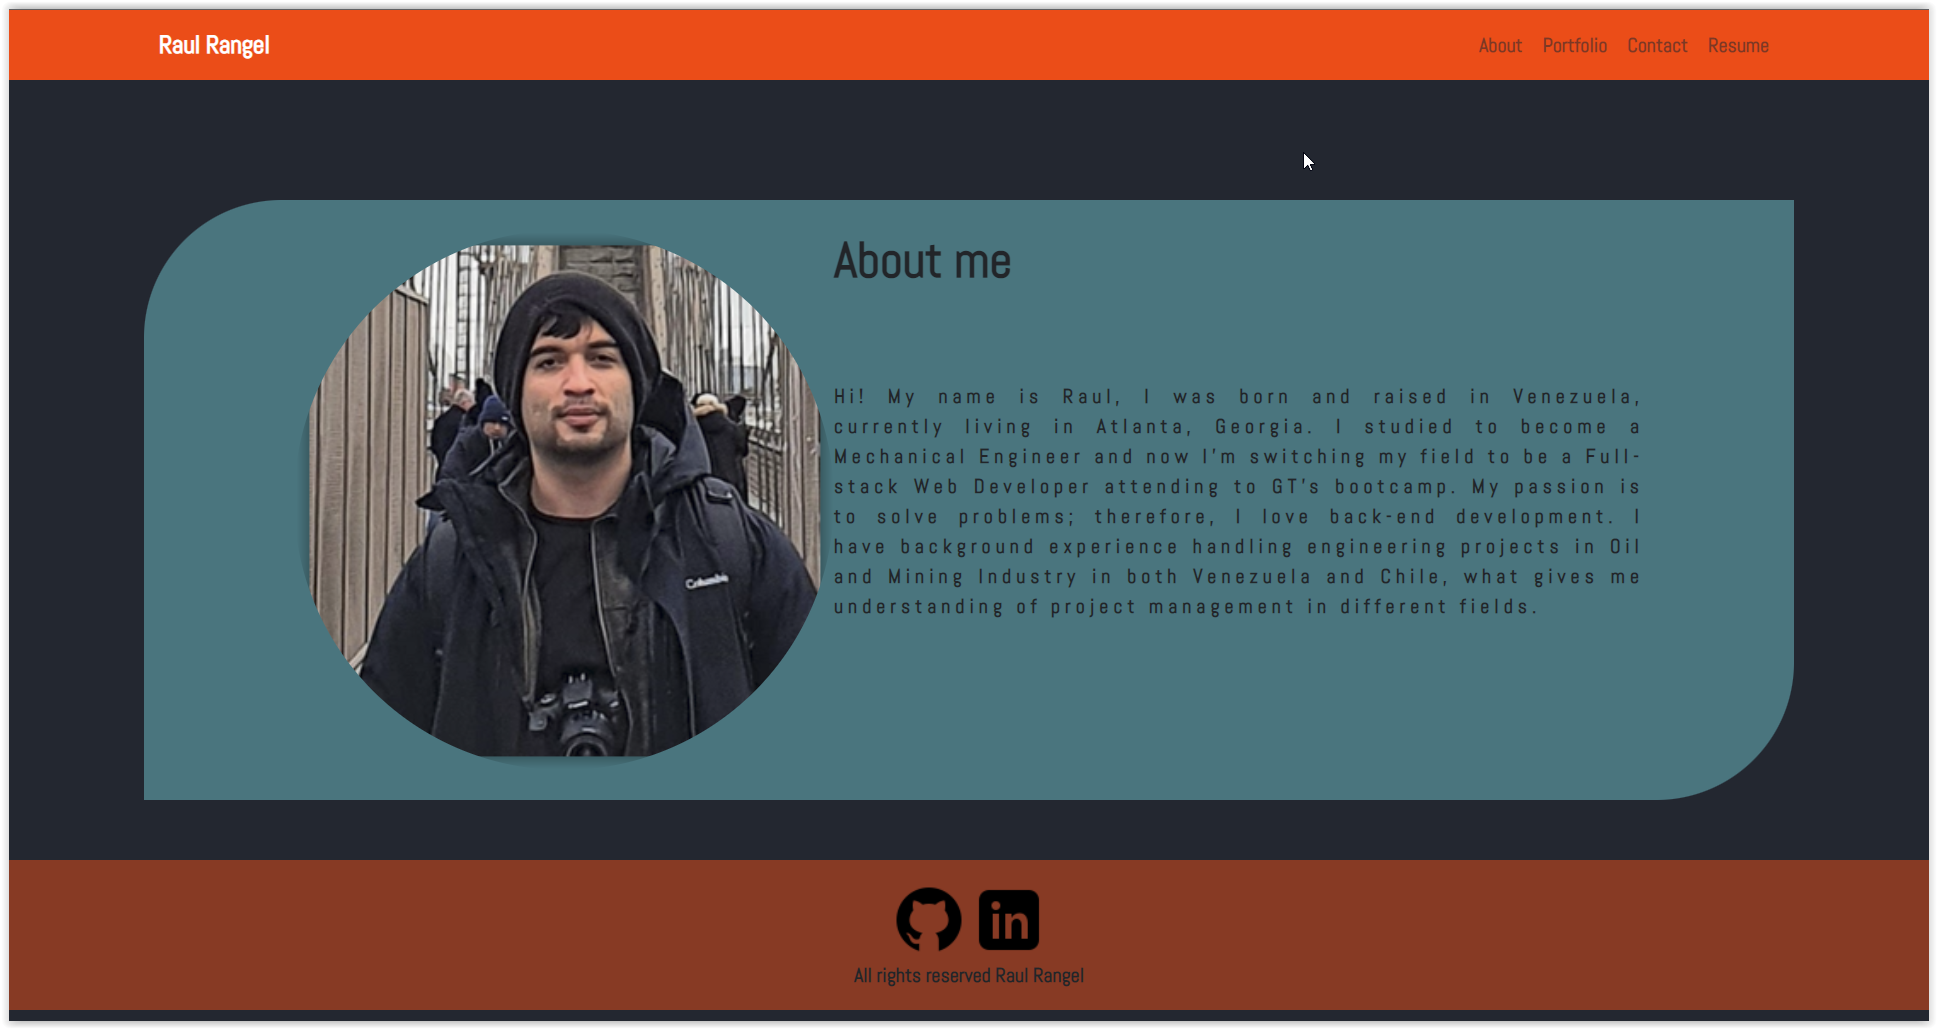 Raul Rangel
About Portfolio Contact Resume
About me
Hi! My name is Raul, I was born and raised in Venezuela,
currently living in Atlanta, Georgia. I studied to become a
Mechanical Engineer and now I'm switching my field to be a Full-
stack Web Developer attending to GT's bootcamp. My passion is
to solve problems; therefore, I love back-end development. I
have background experience handling engineering projects in Oil
and Mining Industry in both Venezuela and Chile, what gives me
understanding of project management in different fields.
Columbia
in
All rights reserved Raul Rangel